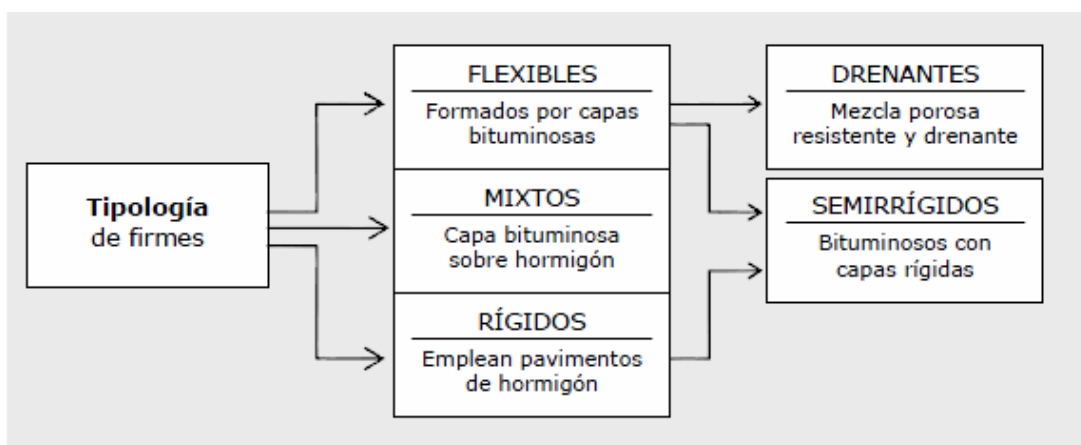 Tipología
de firmes
FLEXIBLES
Formados por capas
bituminosas
MIXTOS
Capa bituminosa
sobre hormigón
RÍGIDOS
Emplean pavimentos
de hormigón
DRENANTES
Mezcla porosa
resistente y drenante
SEMIRRÍGIDOS
Bituminosos con
capas rígidas